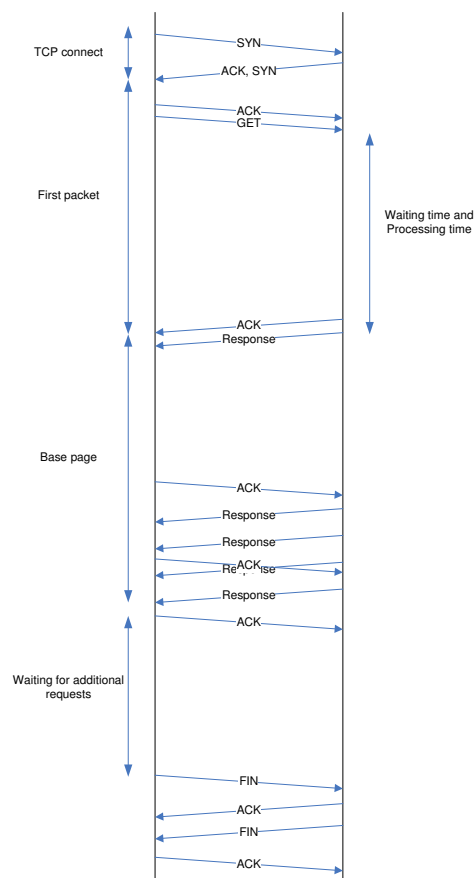 SYN
TCP connect
ACK, SYN
ACK
GET
First packet
Waiting time and
Processing time
ACK
Response
Base page
ACK
Response
Response
ACK
Response
ACK
Waiting for additional
requests
FIN
ACK
FIN
ACK